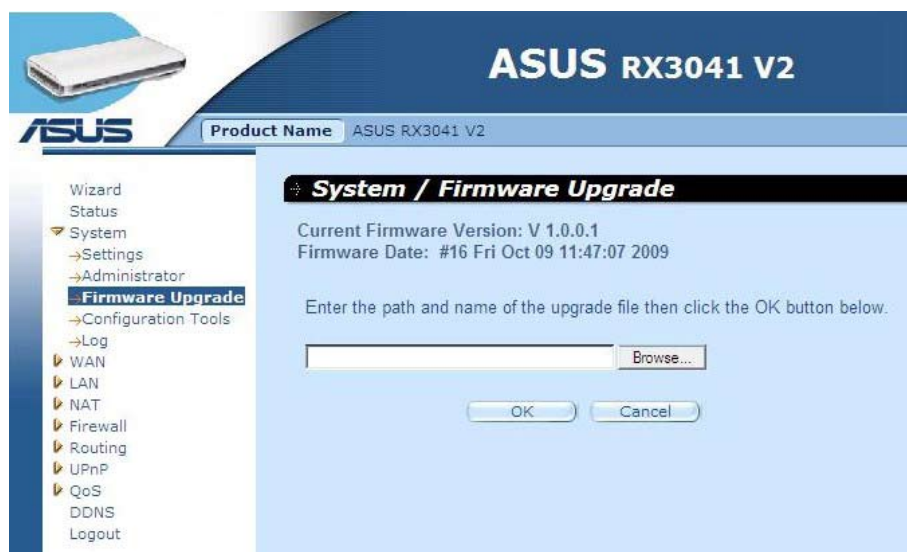 ASUS RX3041 V2
ASUS
Product Name ASUS RX3041 V2
Wizard
Status
System
→Settings
→Administrator
→Firmware Upgrade
→Configuration Tools
→Log
WAN
LAN
NAT
Firewall
Routing
UPnP
QoS
DDNS
Logout
System / Firmware Upgrade
Current Firmware Version: V 1.0.0.1
Firmware Date: #16 Fri Oct 09 11:47:07 2009
Enter the path and name of the upgrade file then click the OK button below.
Browse...
OK Cancel